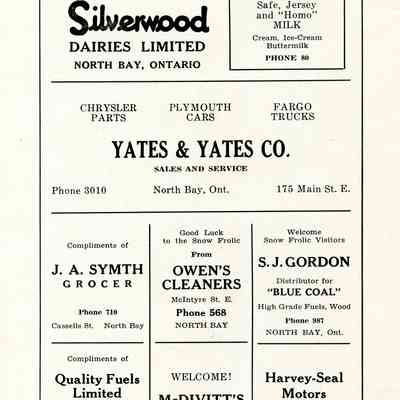 Silverwood
DAIRIES LIMITED
NORTH BAY, ONTARIO
Safe, Jersey
and "Homo"
MILK
Cream, Ice-Cream
Buttermilk
PHONE 80
CHRYSLER PARTS
PLYMOUTH CARS
FARGO TRUCKS
YATES & YATES CO.
SALES AND SERVICE
Phone 3010 North Bay, Ont. 175 Main St. E.
Compliments of
J. A. SYMTH
GROCER
Phone 710
Cassells St. North Bay
Good Luck
to the Snow Frolic
From
OWEN'S
CLEANERS
McIntyre St. E.
Phone 568
NORTH BAY
Welcome
Snow Frolic Visitors
S. J. GORDON
Distributor for
"BLUE COAL"
High Grade Fuels, Wood
Phone 987
NORTH BAY, Ont.
Compliments of
Quality Fuels
Limited
WELCOME!
McDIVITT'S
Harvey-Seal
Motors